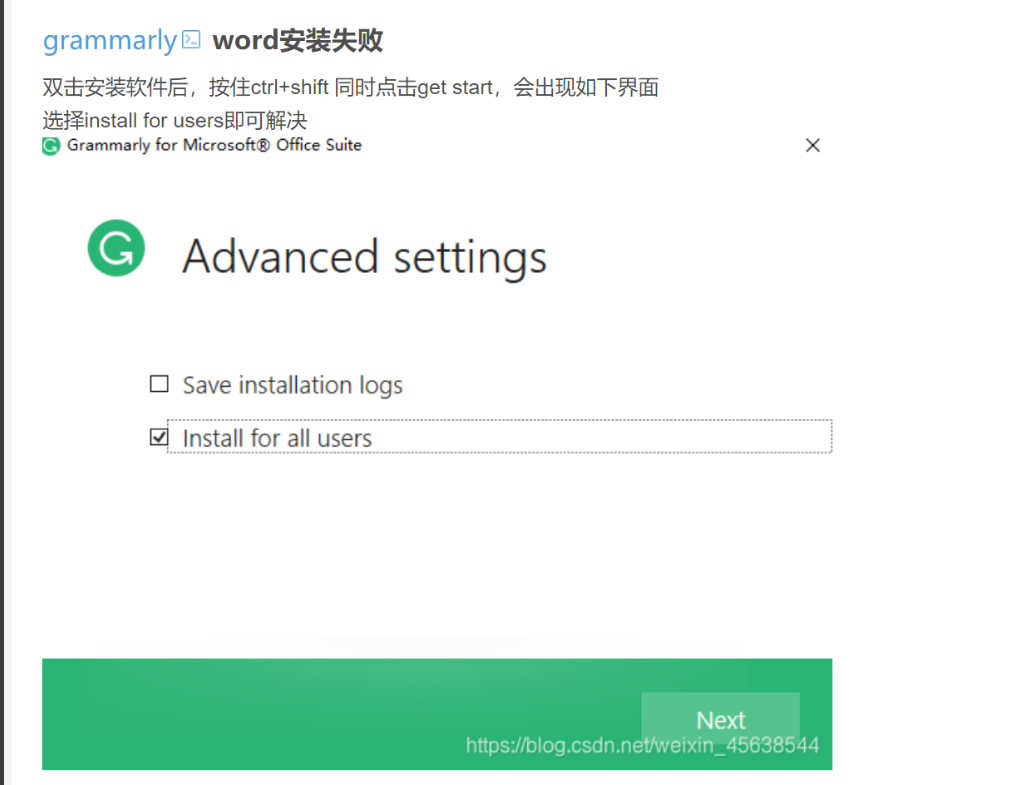 grammarly word安装失败
双击安装软件后，按住ctrl+shift 同时点击get start，会出现如下界面
选择install for users即可解决
Grammarly for Microsoft® Office Suite
Advanced settings
Save installation logs
Install for all users
Next
https://blog.csdn.net/weixin_45638544